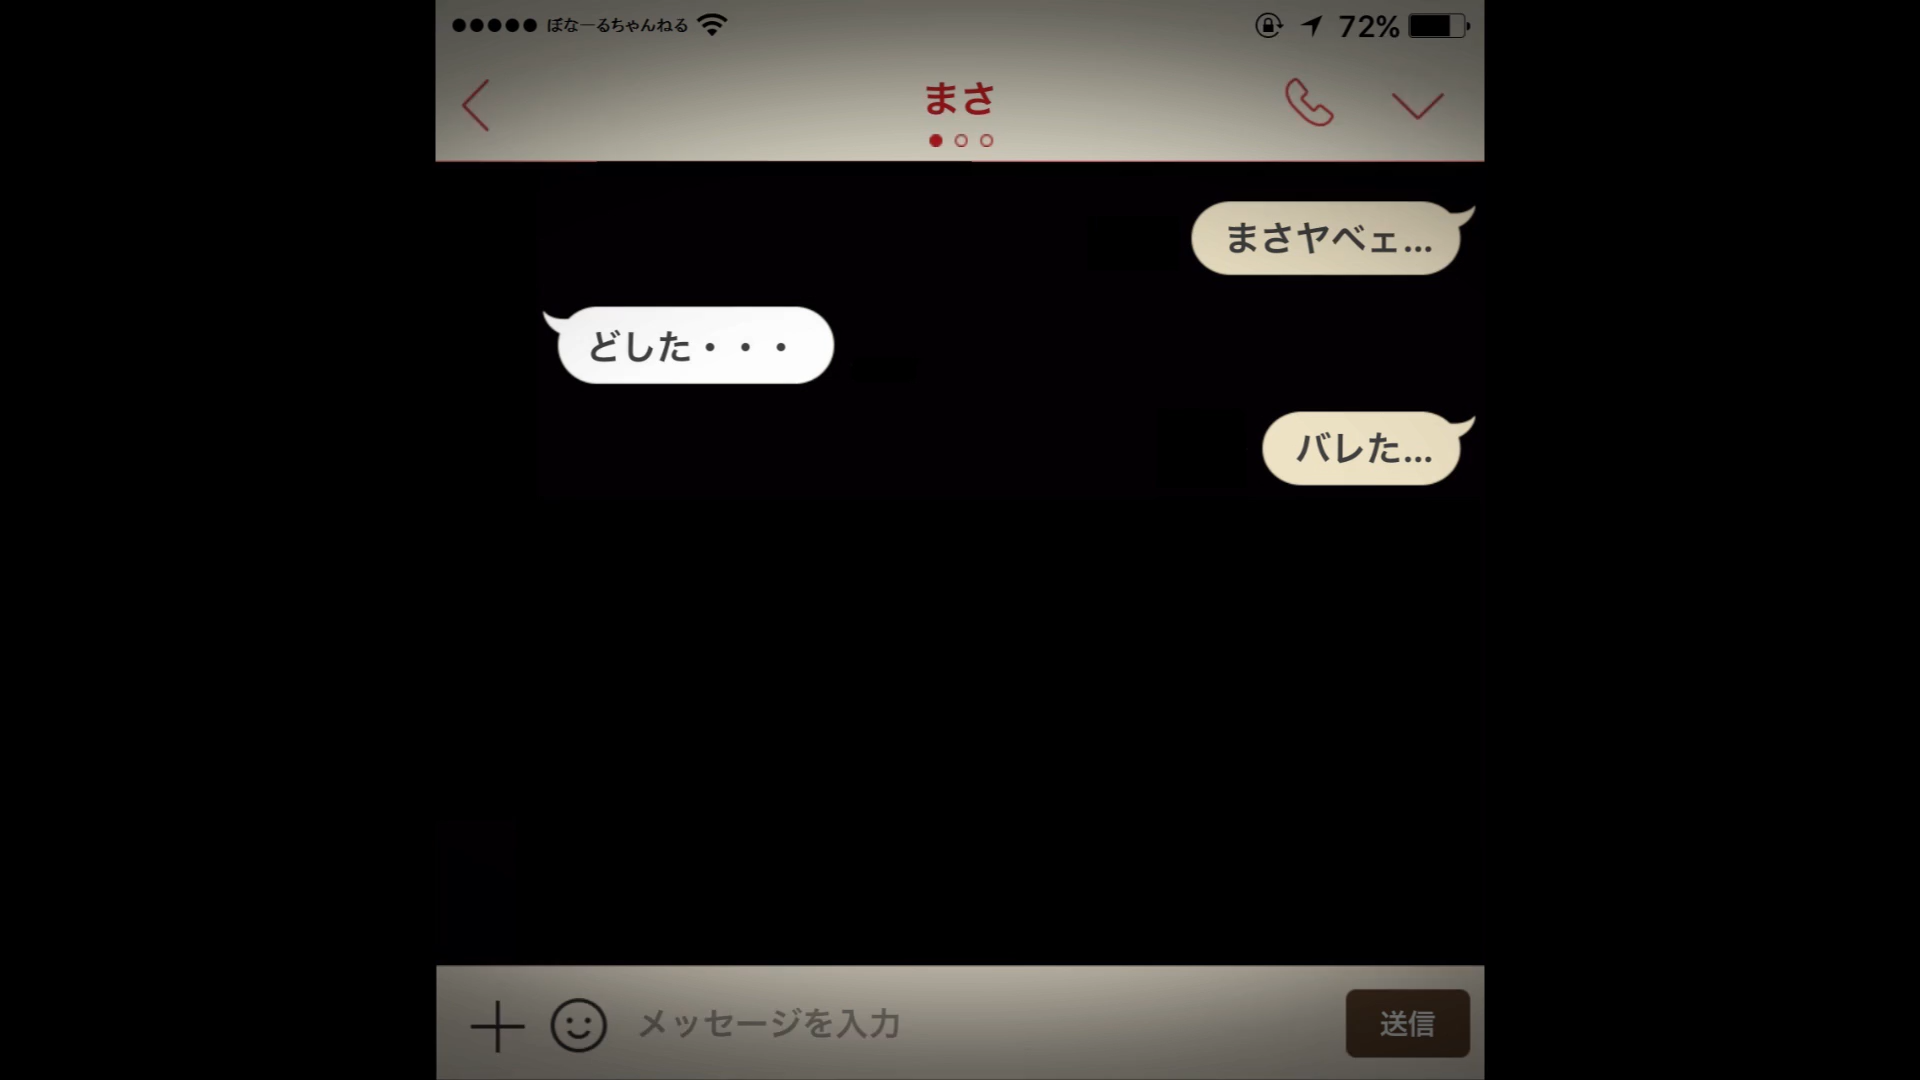 ぼなーるちゃんねる
72%
まさ
まさヤベェ...
どした・・・
バレた...
メッセージを入力
送信